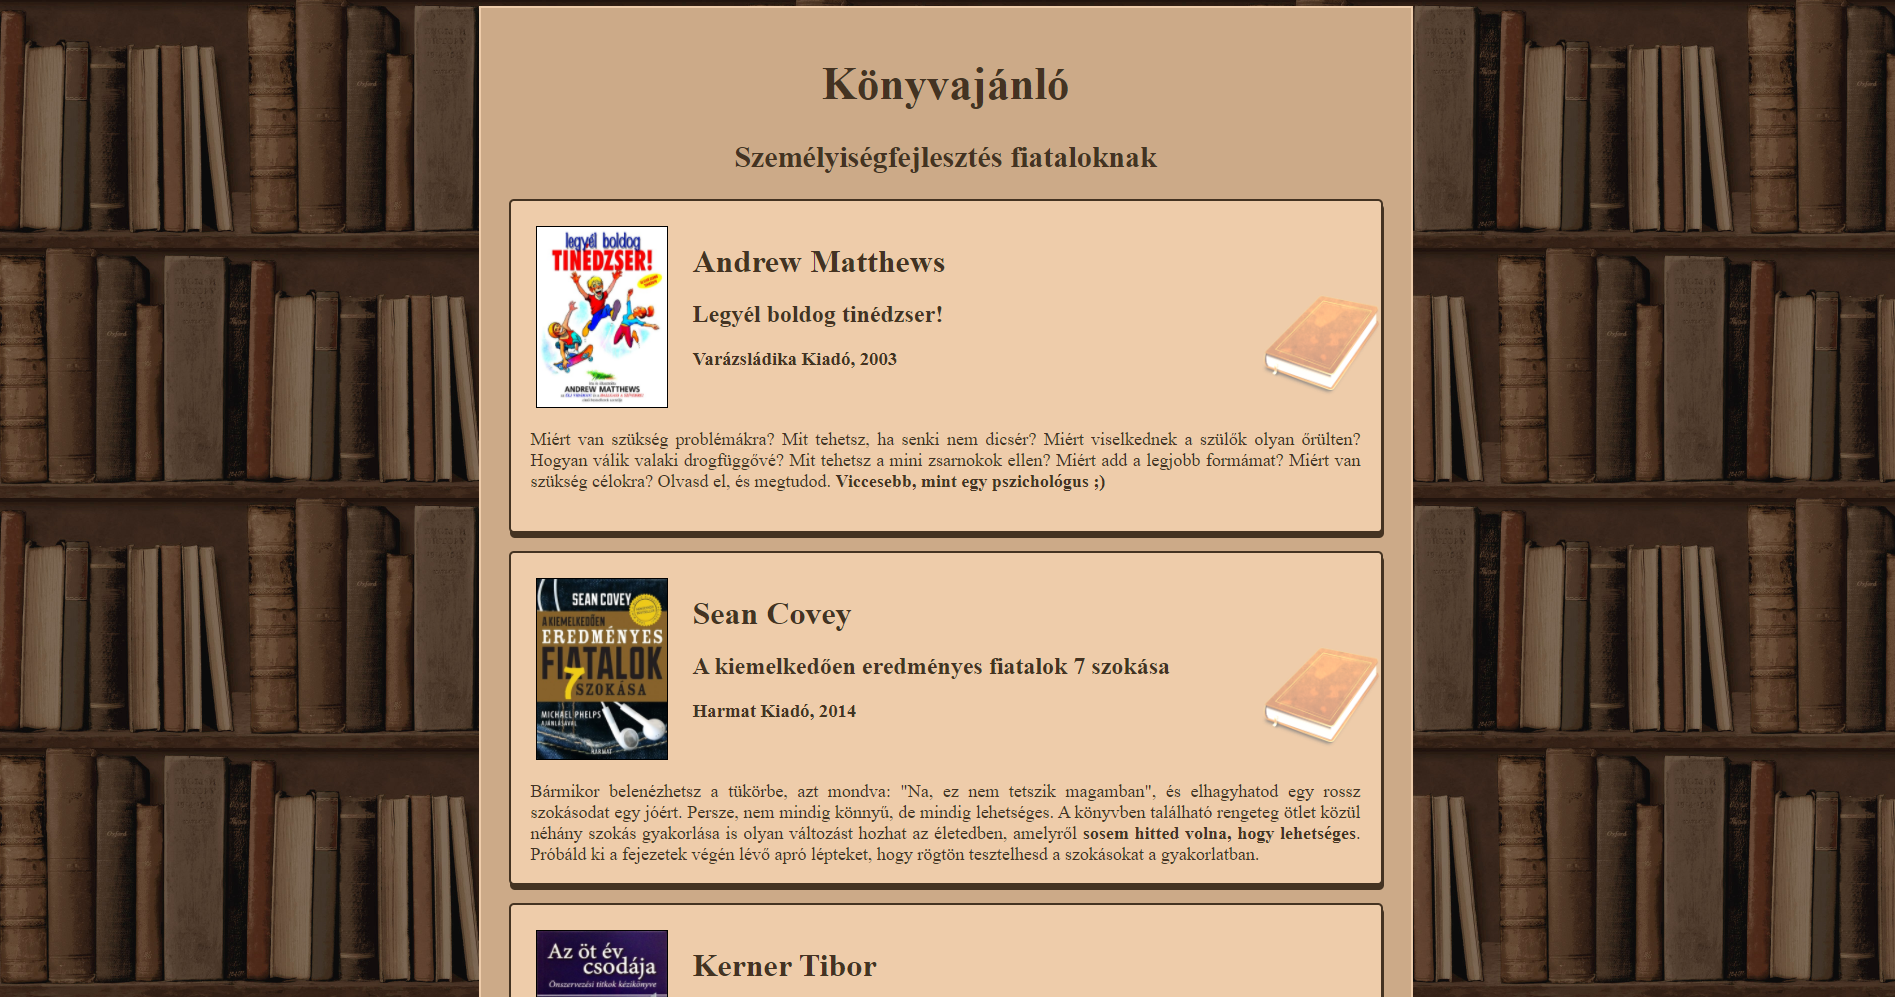 Könyvajánló
Személyiségfejlesztés fiataloknak
legyél boldog
TINÉDZSER!
ANDREW MATTHEWS
Andrew Matthews
Legyél boldog tinédzser!
Varázsládika Kiadó, 2003
Miért van szükség problémákra? Mit tehetsz, ha senki nem dicsér? Miért viselkednek a szülők olyan őrülten?
Hogyan válik valaki drogfüggővé? Mit tehetsz a mini zsarnokok ellen? Miért add a legjobb formámat? Miért van
szükség célokra? Olvasd el, és megtudod. Viccesebb, mint egy pszichológus ;)
SEAN COVEY
A KIEMELKEDŐEN
EREDMÉNYES
FIATALOK
7 SZOKÁSA
MICHAEL PHELPS
AJÁNLÁSÁVAL
HARMAT
Sean Covey
A kiemelkedően eredményes fiatalok 7 szokása
Harmat Kiadó, 2014
Bármikor belenézhetsz a tükörbe, azt mondva: "Na, ez nem tetszik magamban", és elhagyhatod egy rossz
szokásodat egy jóért. Persze, nem mindig könnyű, de mindig lehetséges. A könyvben található rengeteg ötlet közül
néhány szokás gyakorlása is olyan változást hozhat az életedben, amelyről sosem hitted volna, hogy lehetséges.
Próbáld ki a fejezetek végén lévő apró lépteket, hogy rögtön tesztelhesd a szokásokat a gyakorlatban.
Az öt év
csodája
Önszervezési titkok kézikönyve
Kerner Tibor